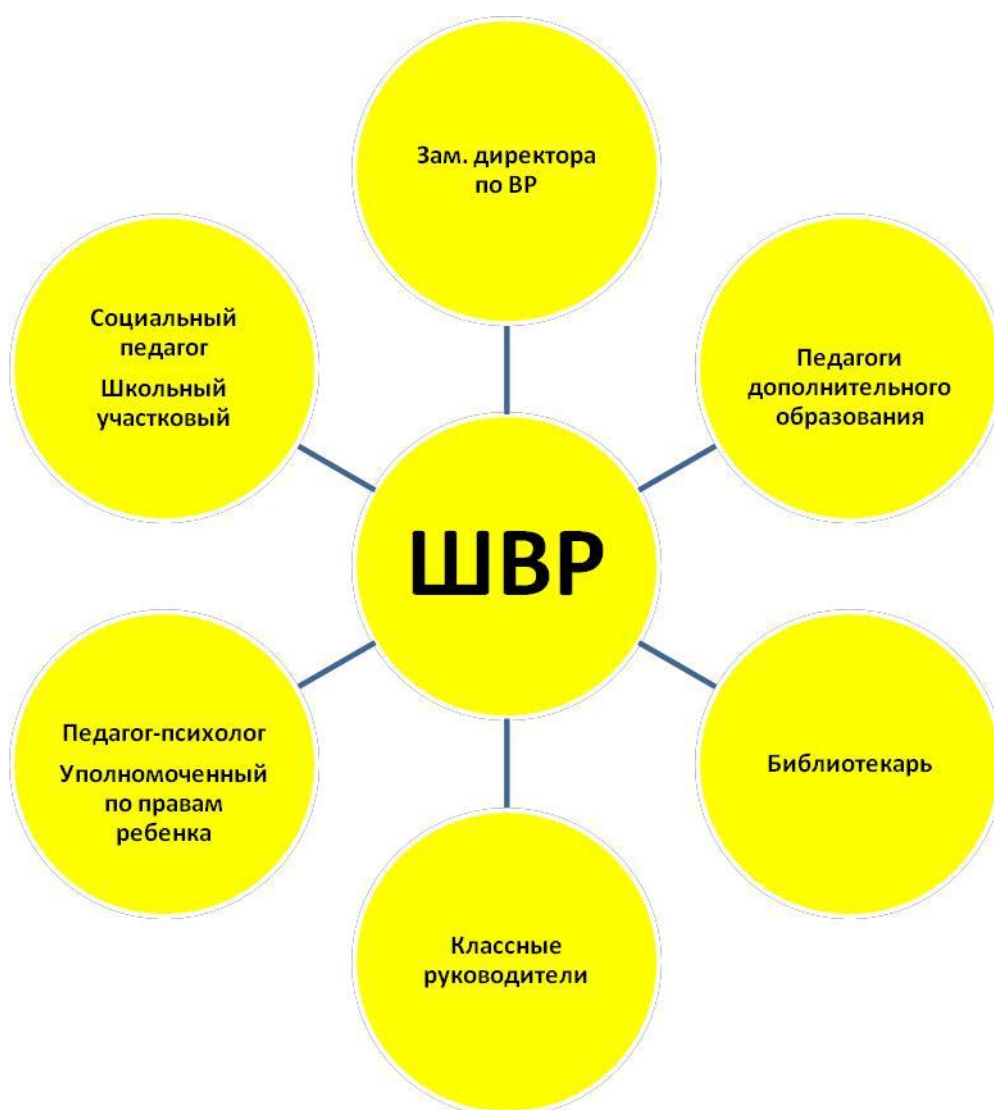 Зам. директора
по ВР
Социальный
педагог
Школьный
участковый
Педагоги
дополнительного
образования
ШВР
Педагог-психолог
Уполномоченный
по правам
ребенка
Библиотекарь
Классные
руководители